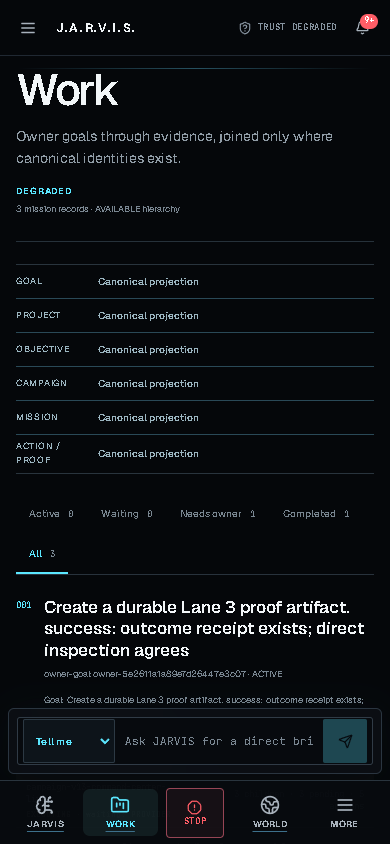 J.A.R.V.I.S.
TRUST DEGRADED
9+
Work
Owner goals through evidence, joined only where
canonical identities exist.
DEGRADED
3 mission records · AVAILABLE hierarchy
GOAL Canonical projection
PROJECT Canonical projection
OBJECTIVE Canonical projection
CAMPAIGN Canonical projection
MISSION Canonical projection
ACTION /
PROOF Canonical projection
Active 0 Waiting 0 Needs owner 1 Completed 1
All 3
001 Create a durable Lane 3 proof artifact.
success: outcome receipt exists; direct
inspection agrees
owner-goal:owner-5e2611a1a69e7d26447e3c07 · ACTIVE
Goal: Create a durable Lane 3 proof artifact. success: outcome receipt exists;
Tell me
Ask JARVIS for a direct bri
JARVIS WORK STOP WORLD MORE